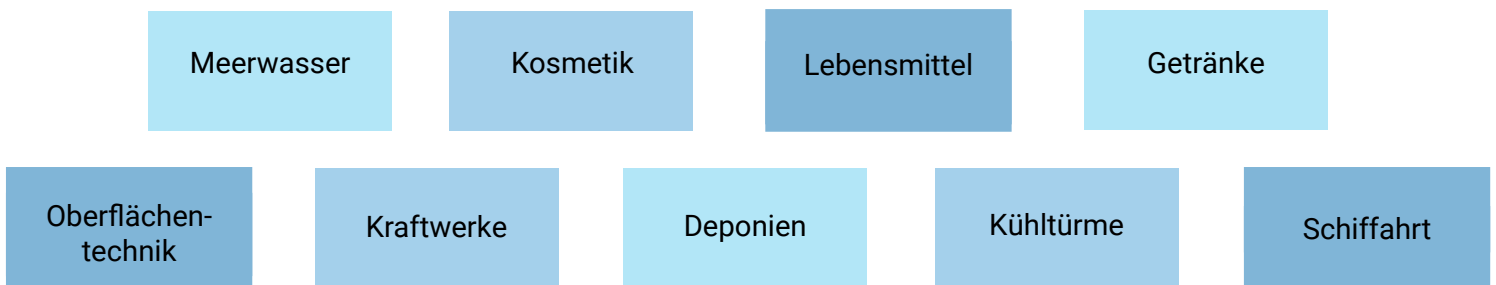 Meerwasser
Kosmetik
Lebensmittel
Getränke
Oberflächen-
technik
Kraftwerke
Deponien
Kühltürme
Schiffahrt